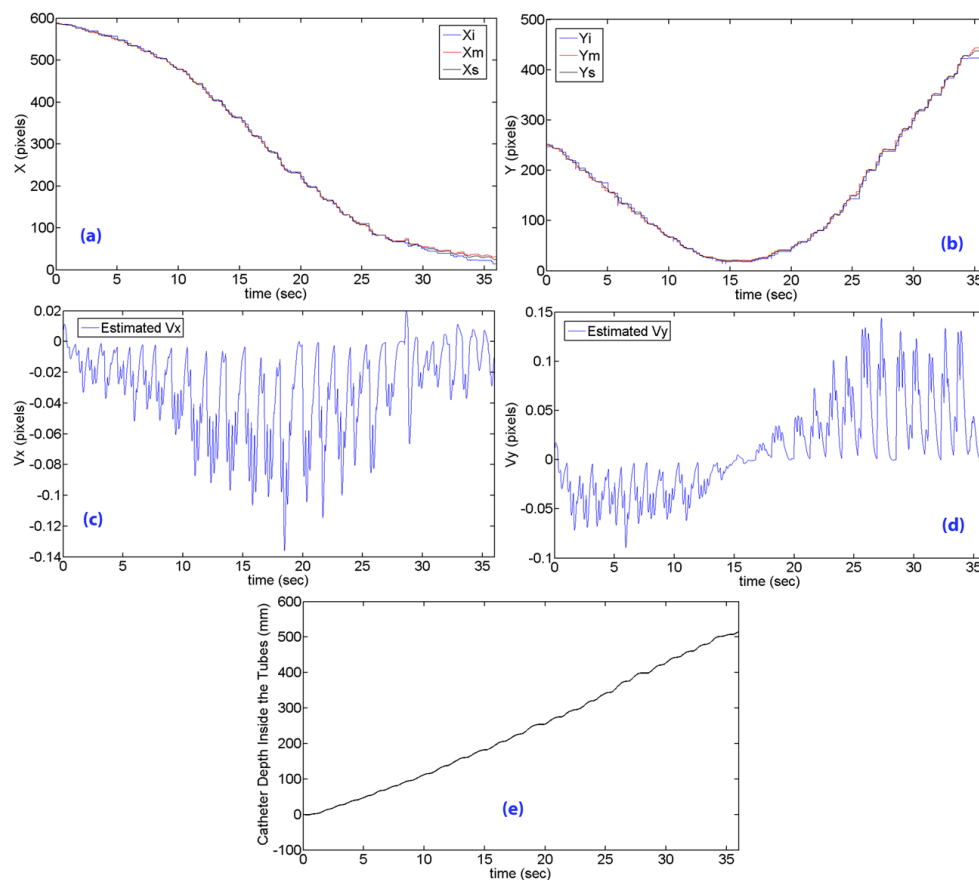 600
500
400
300
200
100
0
X (pixels)
Xi
Xm
Xs
(a)
0 5 10 15 20 25 30 35
time (sec)
500
400
300
200
100
0
Y (pixels)
Yi
Ym
Ys
(b)
0 5 10 15 20 25 30 35
time (sec)
0.02
0
-0.02
-0.04
-0.06
-0.08
-0.1
-0.12
-0.14
Vx (pixels)
Estimated Vx
(c)
0 5 10 15 20 25 30 35
time (sec)
0.15
0.10
0.05
0
-0.05
-0.1
Vy (pixels)
Estimated Vy
(d)
0 5 10 15 20 25 30 35
time (sec)
600
500
400
300
200
100
0
-100
Catheter Depth Inside the Tubes (mm)
(e)
0 5 10 15 20 25 30 35
time (sec)